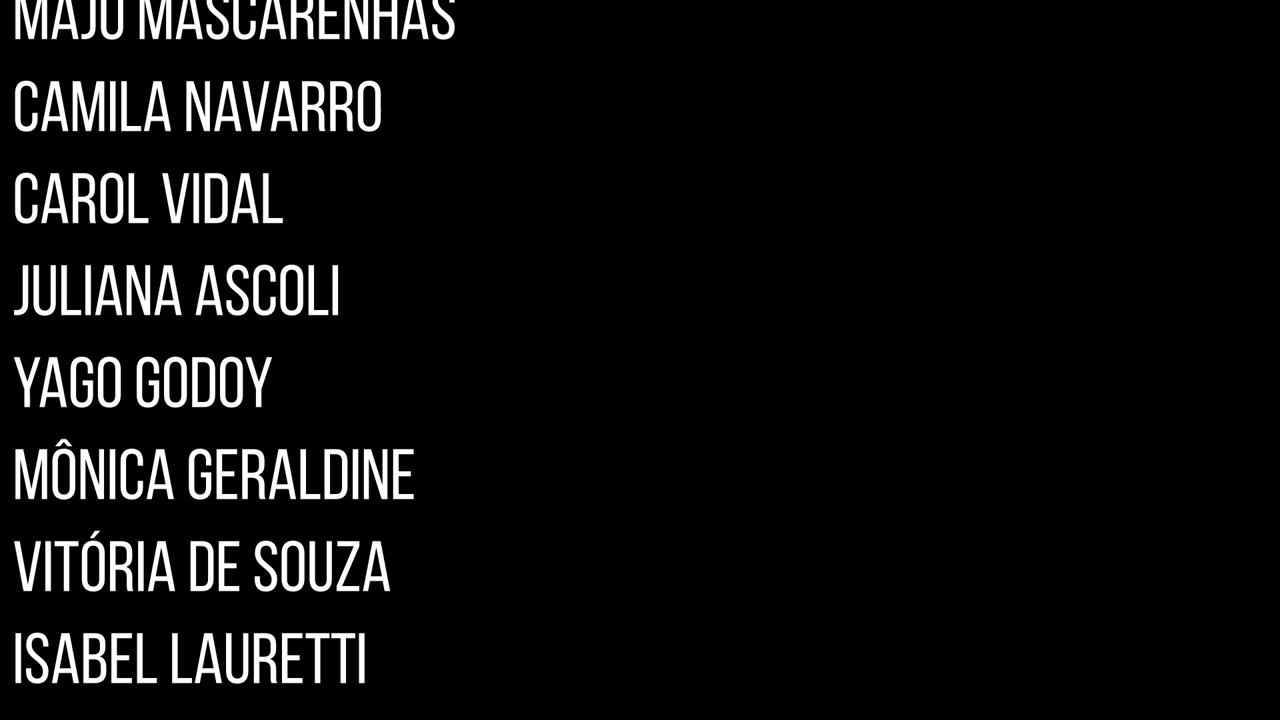 MAJU MASCARENHAS
CAMILA NAVARRO
CAROL VIDAL
JULIANA ASCOLI
YAGO GODOY
MÔNICA GERALDINE
VITÓRIA DE SOUZA
ISABEL LAURETTI